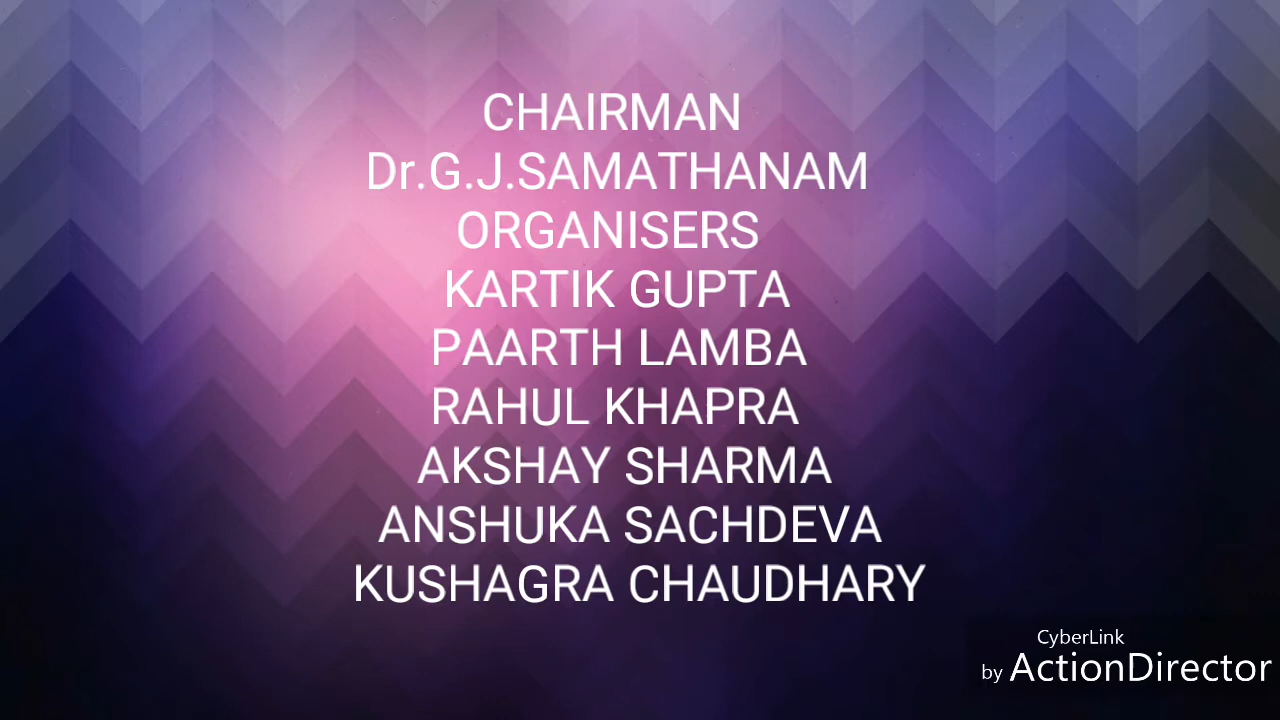 CHAIRMAN
Dr.G.J.SAMATHANAM
ORGANISERS
KARTIK GUPTA
PAARTH LAMBA
RAHUL KHAPRA
AKSHAY SHARMA
ANSHUKA SACHDEVA
KUSHAGRA CHAUDHARY
CyberLink
by ActionDirector